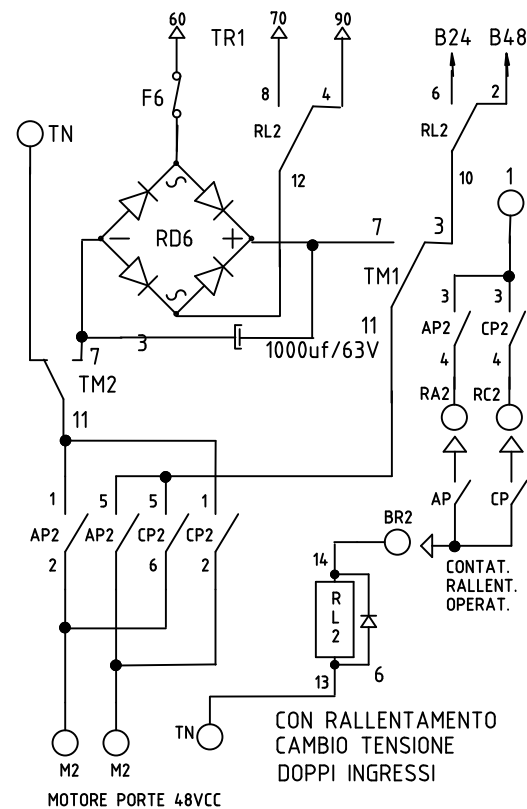 60
70
90
TR1
B24
B48
F6
8
4
RL2
6
2
RL2
TN
12
10
1
RD6
7
3
TM1
11
3
3
AP2
CP2
4
4
7
3
1000uf/63V
TM2
11
RA2
RC2
1
5
5
1
AP2
AP2
CP2
CP2
2
6
2
AP
CP
BR2
14
CONTAT.
RALLENT.
OPERAT.
R
L
2
13
6
TN
M2
M2
CON RALLENTAMENTO
CAMBIO TENSIONE
DOPPI INGRESSI
MOTORE PORTE 48VCC